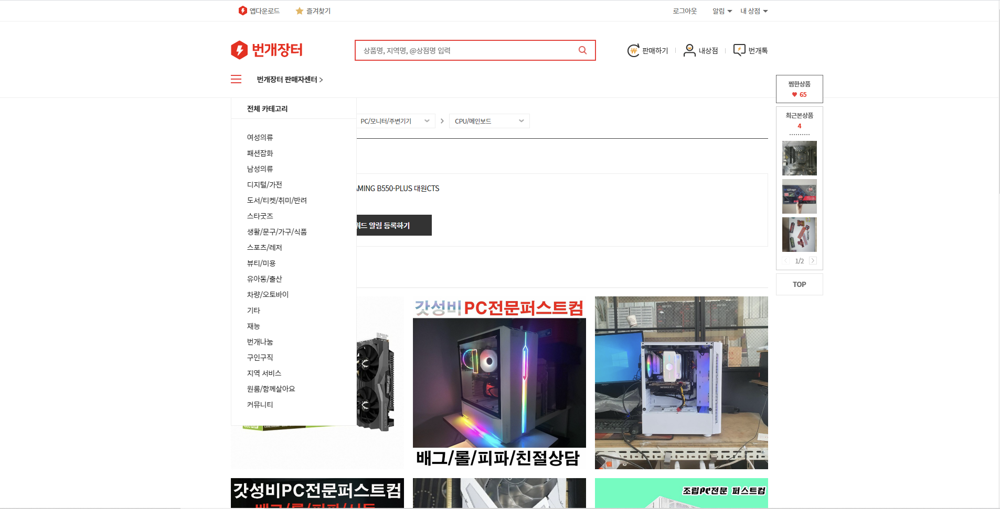 앱다운로드
즐겨찾기
로그아웃
알림
내 상점
번개장터
상품명, 지역명, @상점명 입력
판매하기
내상점
번개톡
번개장터 판매자센터
찜한상품
65
전체 카테고리
PC/모니터/주변기기
CPU/메인보드
최근본상품
4
여성의류
패션잡화
남성의류
디지털/가전
도서/티켓/취미/반려
스타굿즈
생활/문구/가구/식품
스포츠/레저
뷰티/미용
유아동/출산
차량/오토바이
기타
재능
번개나눔
구인구직
지역 서비스
원룸/함께살아요
커뮤니티
AMING B550-PLUS 대원CTS
워드 알림 등록하기
1/2
TOP
갓성비 PC전문퍼스트컴
배그/롤/피파/친절상담
갓성비PC전문퍼스트컴
조립PC전문 퍼스트컴